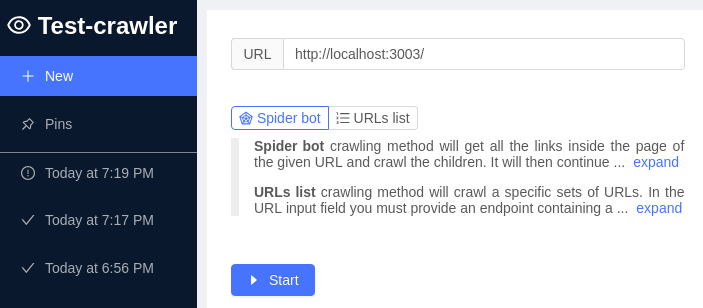 Test-crawler
New
Pins
Today at 7:19 PM
Today at 7:17 PM
Today at 6:56 PM
URL http://localhost:3003/
Spider bot URLs list
Spider bot crawling method will get all the links inside the page of
the given URL and crawl the children. It will then continue ... expand
URLs list crawling method will crawl a specific sets of URLs. In the
URL input field you must provide an endpoint containing a ... expand
Start